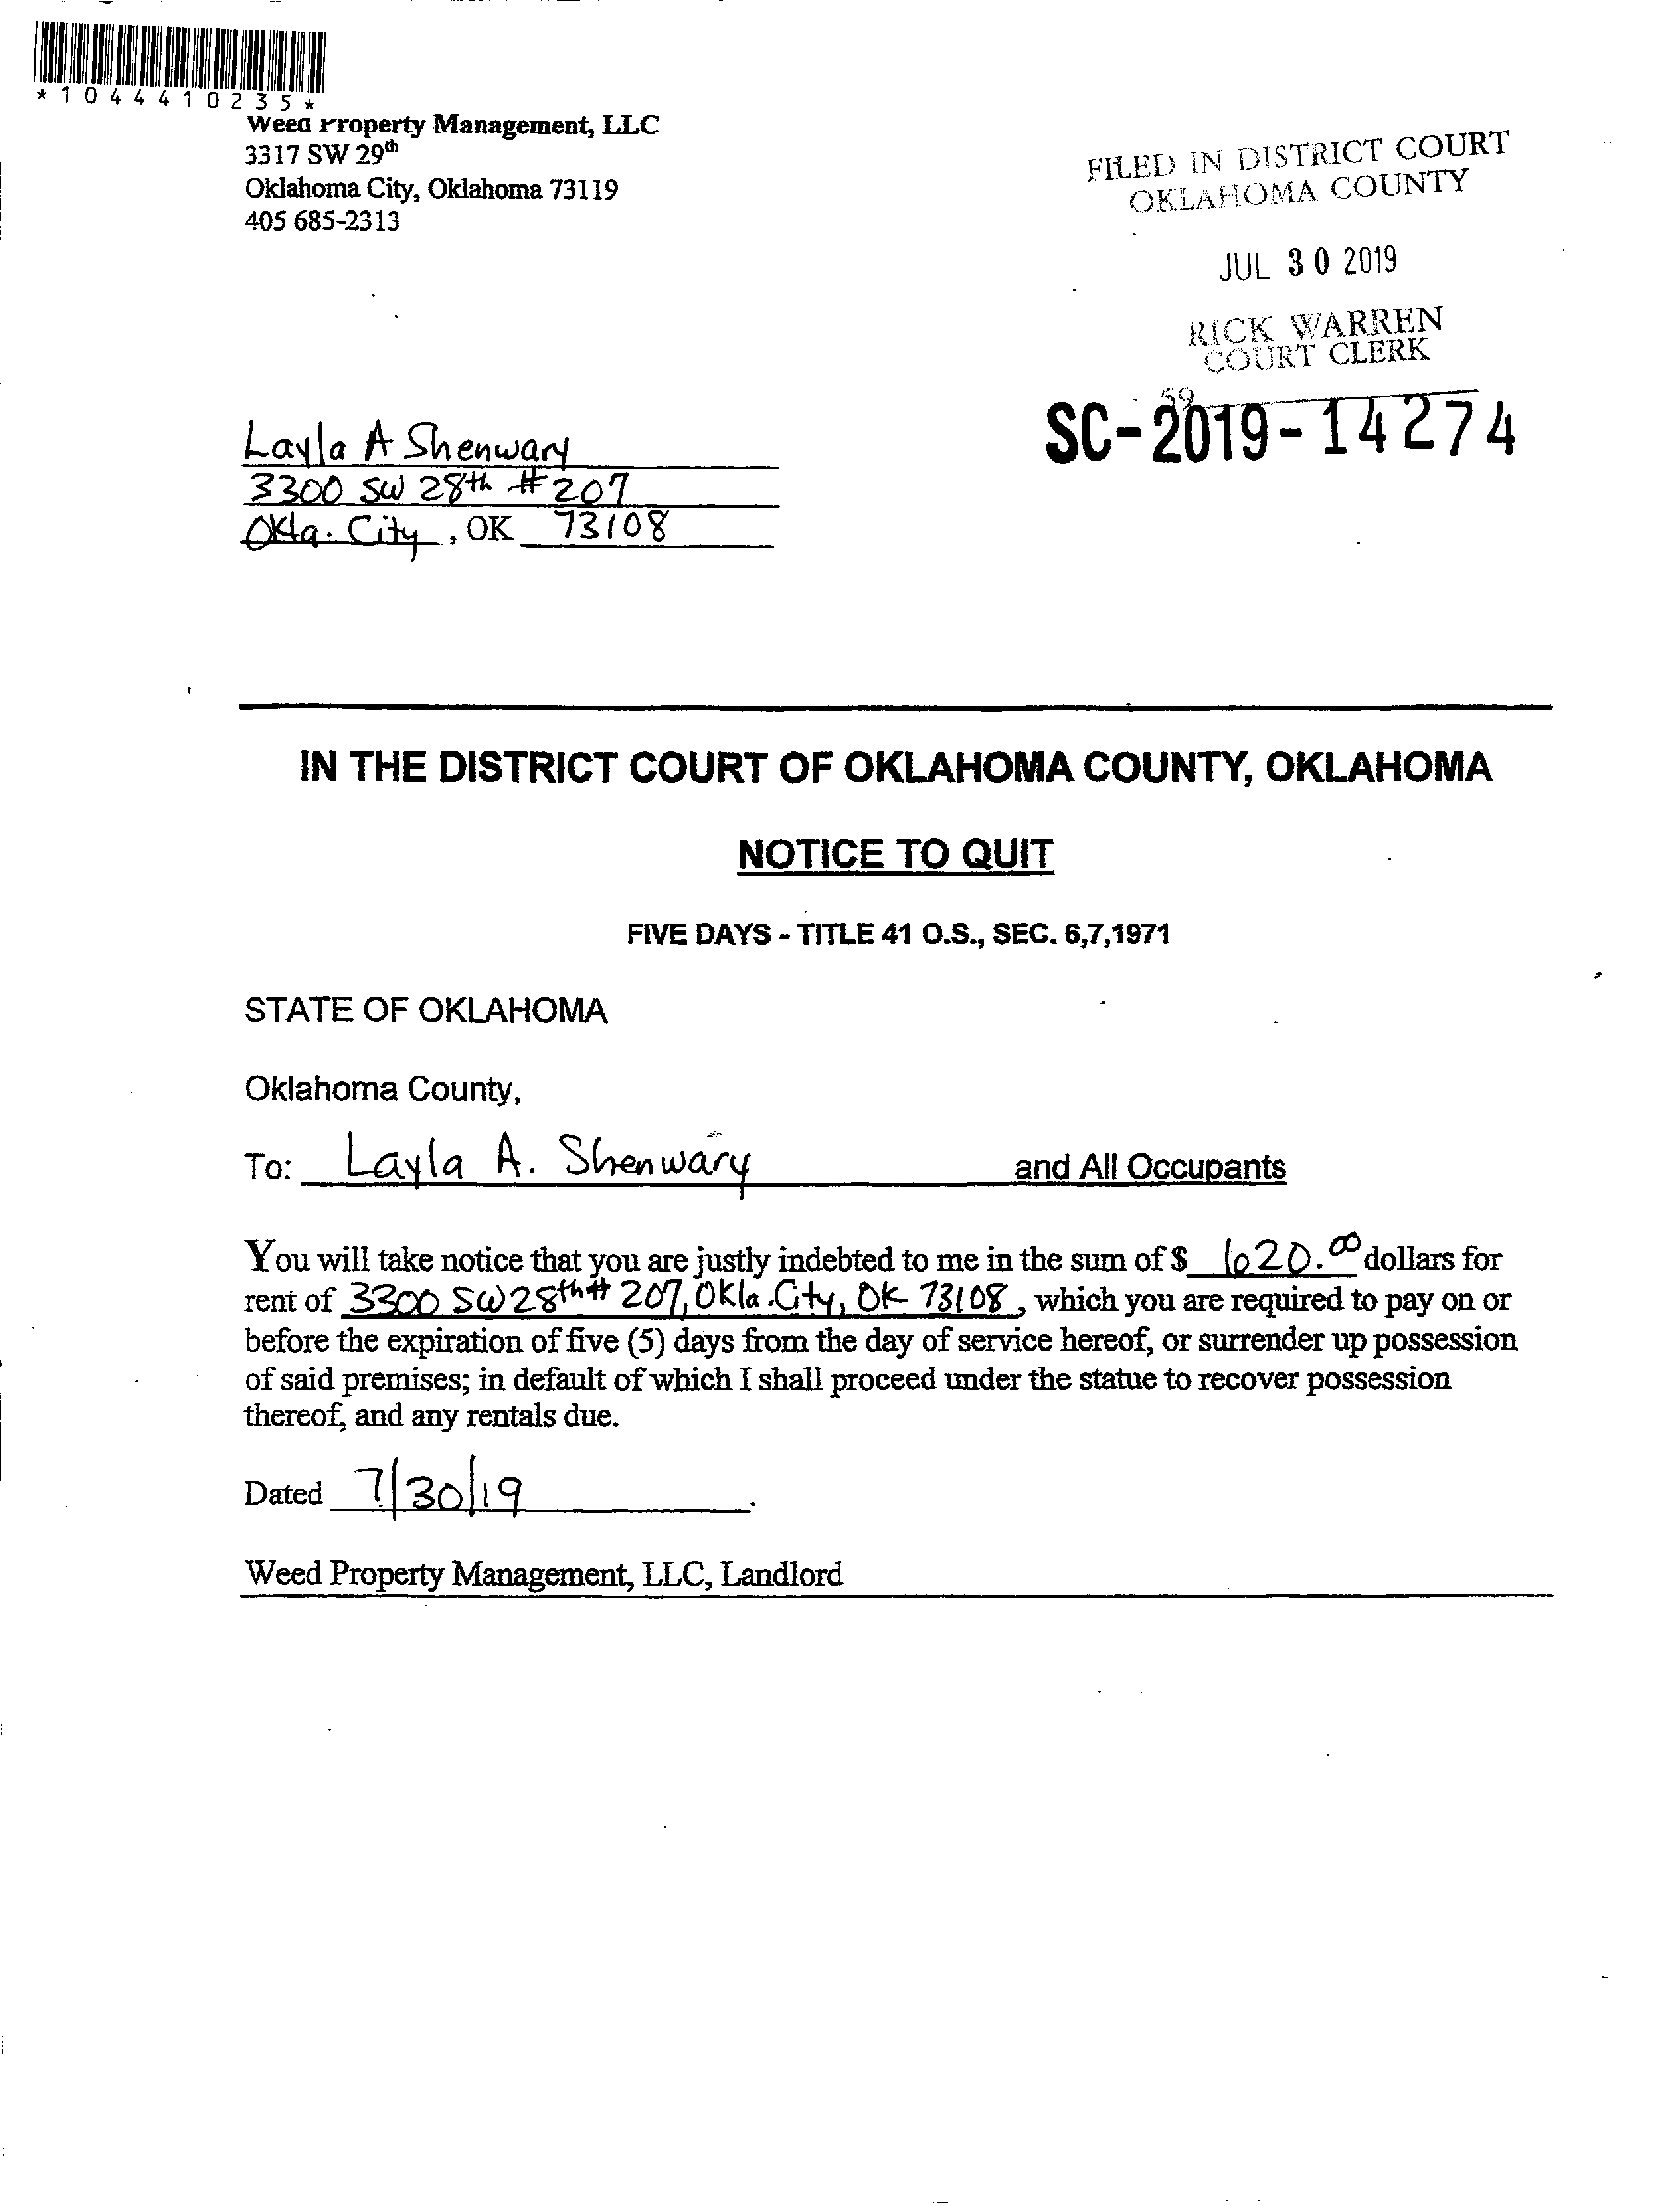 *1044410235*
Weed Property Management, LLC
3317 SW 29th
Oklahoma City, Oklahoma 73119
405 685-2313
FILED IN DISTRICT COURT
OKLAHOMA COUNTY
JUL 30 2019
RICK WARREN
COURT CLERK
59
SC-2019-14274
Layla A Shenwary
3300 SW 28th #207
Okla. City, OK 73108
IN THE DISTRICT COURT OF OKLAHOMA COUNTY, OKLAHOMA
NOTICE TO QUIT
FIVE DAYS - TITLE 41 O.S., SEC. 6,7,1971
STATE OF OKLAHOMA
Oklahoma County,
To: Layla A. Shenwary and All Occupants
You will take notice that you are justly indebted to me in the sum of $ 620.00 dollars for
rent of 3300 SW 28th # 207, Okla. City, OK 73108, which you are required to pay on or
before the expiration of five (5) days from the day of service hereof, or surrender up possession
of said premises; in default of which I shall proceed under the statue to recover possession
thereof, and any rentals due.
Dated 7/30/19.
Weed Property Management, LLC, Landlord